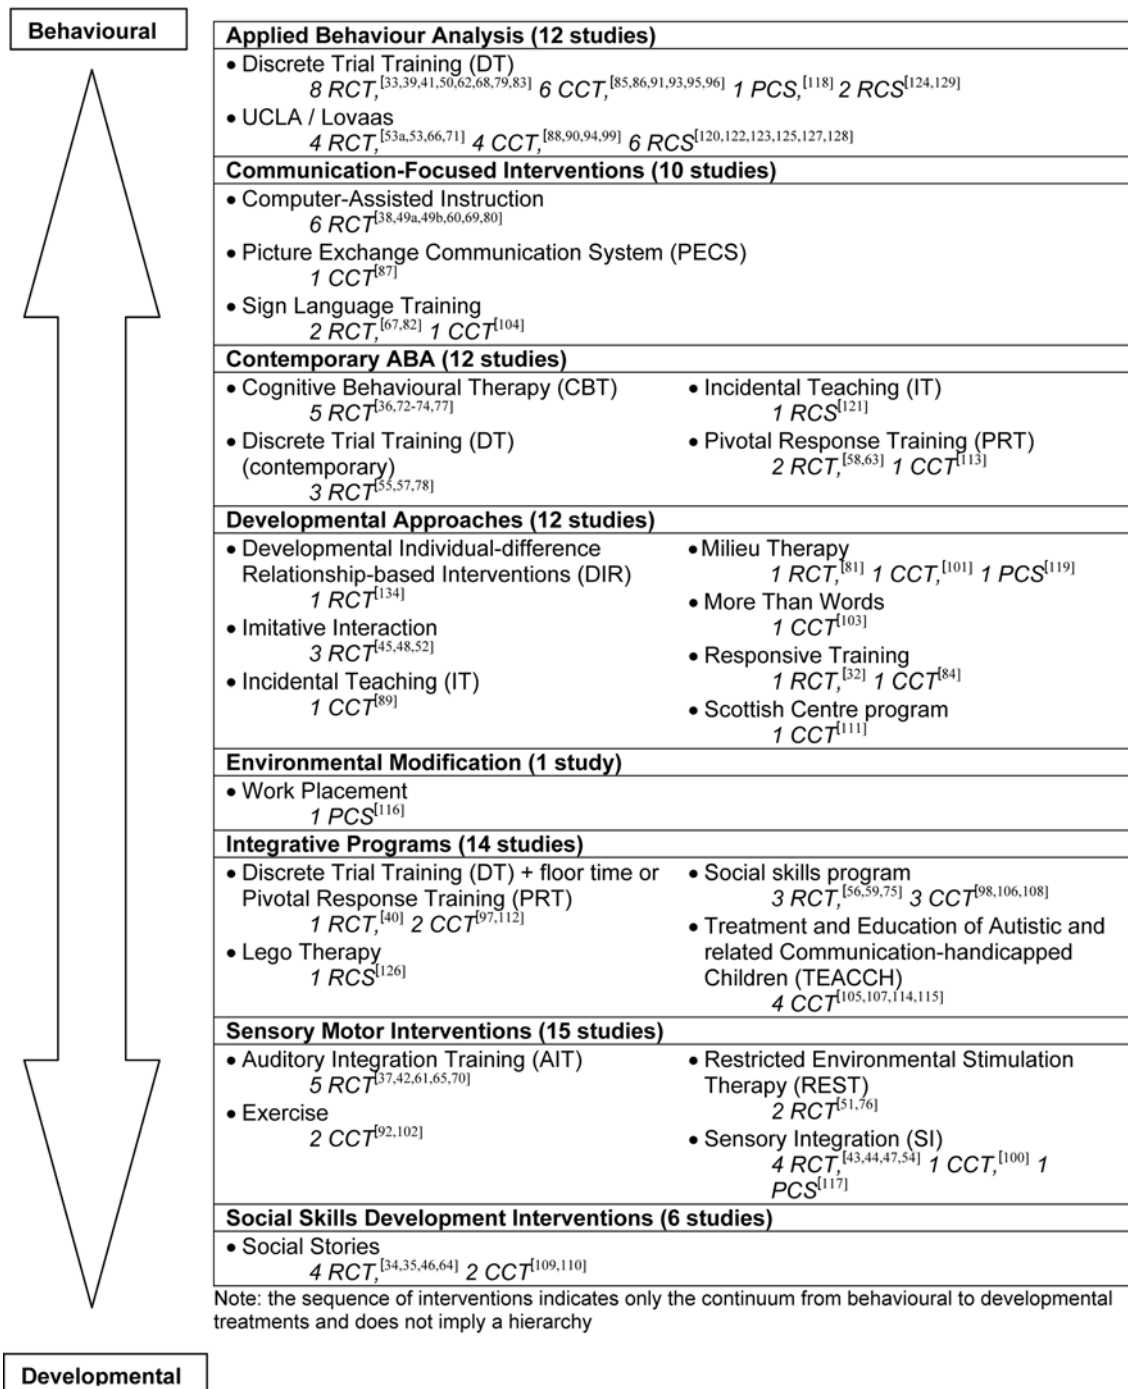 Behavioural
Applied Behaviour Analysis (12 studies)
• Discrete Trial Training (DT)
8 RCT,[33,39,41,50,62,68,79,83] 6 CCT,[85,86,91,93,95,96] 1 PCS,[118] 2 RCS[124,129]
• UCLA / Lovaas
4 RCT,[53a,53,66,71] 4 CCT,[88,90,94,99] 6 RCS[120,122,123,125,127,128]
Communication-Focused Interventions (10 studies)
• Computer-Assisted Instruction
6 RCT[38,49a,49b,60,69,80]
• Picture Exchange Communication System (PECS)
1 CCT[87]
• Sign Language Training
2 RCT,[67,82] 1 CCT[104]
Contemporary ABA (12 studies)
• Cognitive Behavioural Therapy (CBT)
5 RCT[36,72-74,77]
• Discrete Trial Training (DT)
(contemporary)
3 RCT[55,57,78]
• Incidental Teaching (IT)
1 RCS[121]
• Pivotal Response Training (PRT)
2 RCT,[58,63] 1 CCT[113]
Developmental Approaches (12 studies)
• Developmental Individual-difference
Relationship-based Interventions (DIR)
1 RCT[134]
• Imitative Interaction
3 RCT[45,48,52]
• Incidental Teaching (IT)
1 CCT[89]
• Milieu Therapy
1 RCT,[81] 1 CCT,[101] 1 PCS[119]
• More Than Words
1 CCT[103]
• Responsive Training
1 RCT,[32] 1 CCT[84]
• Scottish Centre program
1 CCT[111]
Environmental Modification (1 study)
• Work Placement
1 PCS[116]
Integrative Programs (14 studies)
• Discrete Trial Training (DT) + floor time or
Pivotal Response Training (PRT)
1 RCT,[40] 2 CCT[97,112]
• Lego Therapy
1 RCS[126]
• Social skills program
3 RCT,[56,59,75] 3 CCT[98,106,108]
• Treatment and Education of Autistic and
related Communication-handicapped
Children (TEACCH)
4 CCT[105,107,114,115]
Sensory Motor Interventions (15 studies)
• Auditory Integration Training (AIT)
5 RCT[37,42,61,65,70]
• Exercise
2 CCT[92,102]
• Restricted Environmental Stimulation
Therapy (REST)
2 RCT[51,76]
• Sensory Integration (SI)
4 RCT,[43,44,47,54] 1 CCT,[100] 1
PCS[117]
Social Skills Development Interventions (6 studies)
• Social Stories
4 RCT,[34,35,46,64] 2 CCT[109,110]
Note: the sequence of interventions indicates only the continuum from behavioural to developmental
treatments and does not imply a hierarchy
Developmental